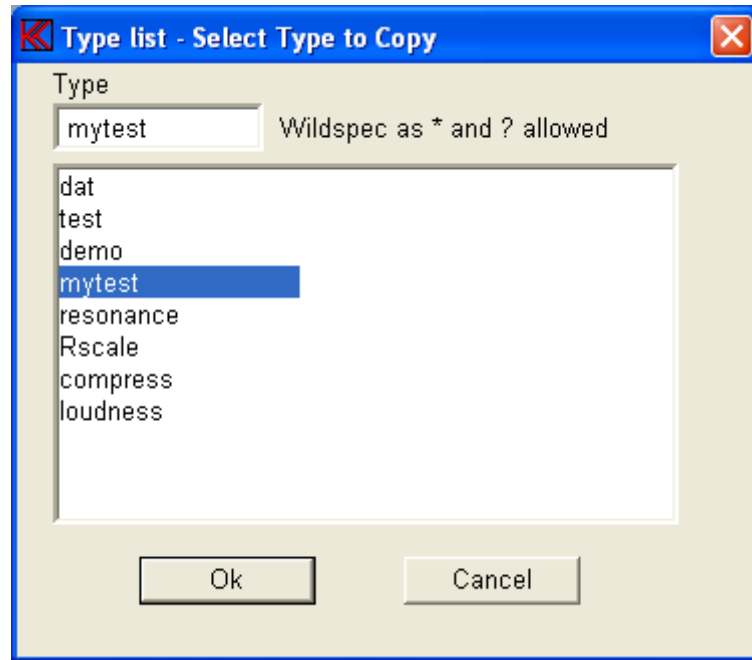 Type list - Select Type to Copy
Type
mytest Wildspec as * and ? allowed
dat
test
demo
mytest
resonance
Rscale
compress
loudness
Ok Cancel